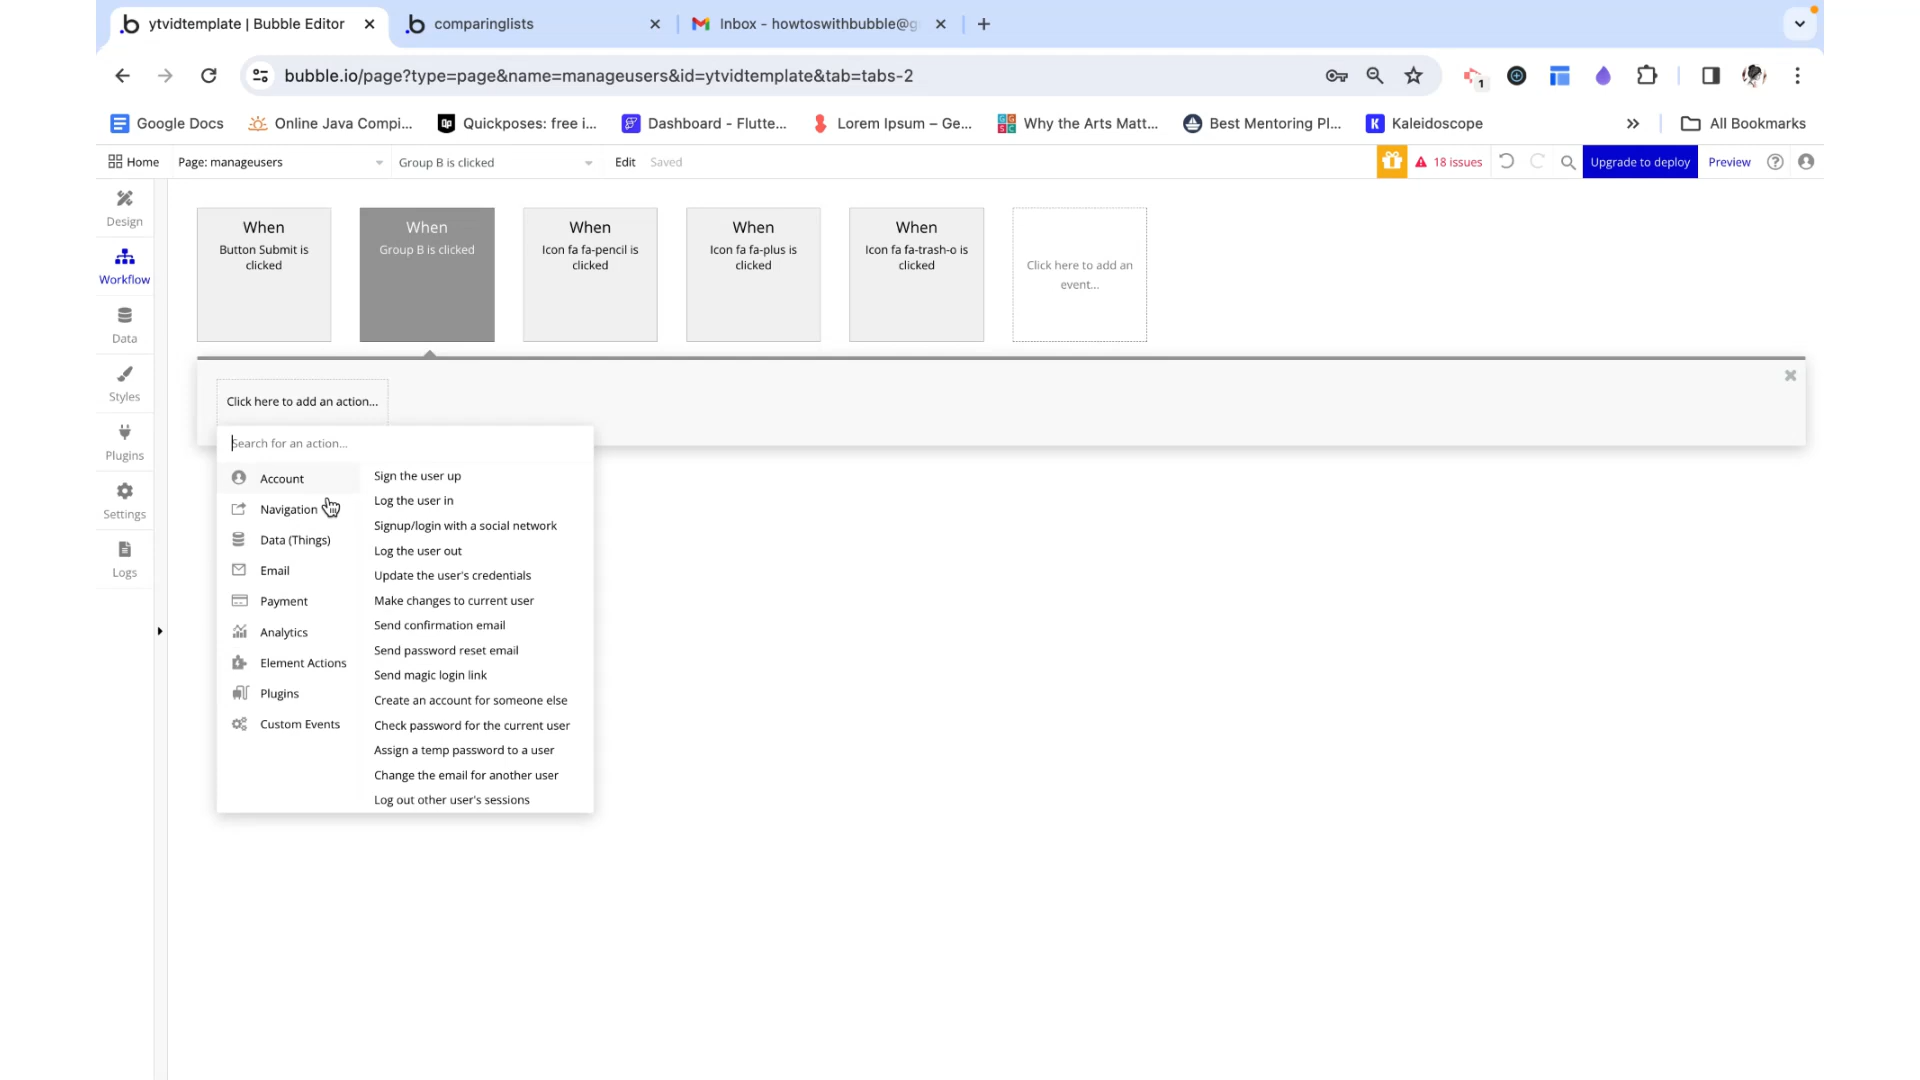 ytvidtemplate | Bubble Editor
comparinglists
Inbox - howtoswithbubble@g
bubble.io/page?type=page&name=manageusers&id=ytvidtemplate&tab=tabs-2
1
Google Docs
Online Java Compi...
Quickposes: free i...
Dashboard - Flutte...
Lorem Ipsum – Ge...
Why the Arts Matt...
Best Mentoring Pl...
Kaleidoscope
All Bookmarks
Home
Page: manageusers
Group B is clicked
Edit
Saved
18 issues
Upgrade to deploy
Preview
Design
Workflow
Data
Styles
Plugins
Settings
Logs
When
Button Submit is
clicked
When
Group B is clicked
When
Icon fa fa-pencil is
clicked
When
Icon fa fa-plus is
clicked
When
Icon fa fa-trash-o is
clicked
Click here to add an
event...
Click here to add an action...
Search for an action...
Account
Navigation
Data (Things)
Email
Payment
Analytics
Element Actions
Plugins
Custom Events
Sign the user up
Log the user in
Signup/login with a social network
Log the user out
Update the user's credentials
Make changes to current user
Send confirmation email
Send password reset email
Send magic login link
Create an account for someone else
Check password for the current user
Assign a temp password to a user
Change the email for another user
Log out other user's sessions